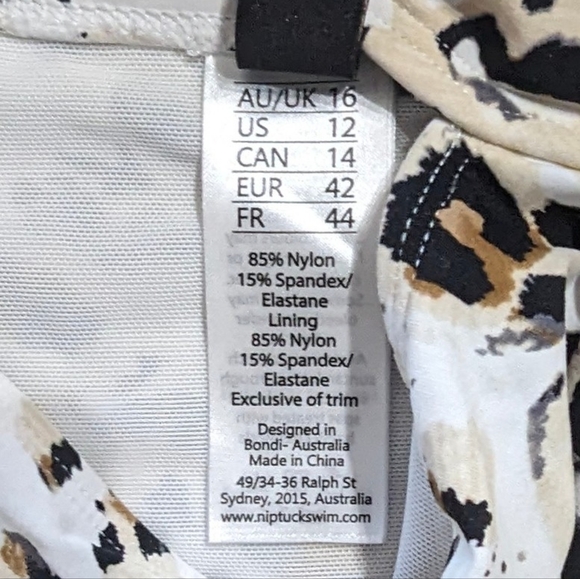 AU/UK 16
US 12
CAN 14
EUR 42
FR 44
85% Nylon
15% Spandex/
Elastane
Lining
85% Nylon
15% Spandex/
Elastane
Exclusive of trim
Designed in
Bondi- Australia
Made in China
49/34-36 Ralph St
Sydney, 2015, Australia
www.niptuckswim.com